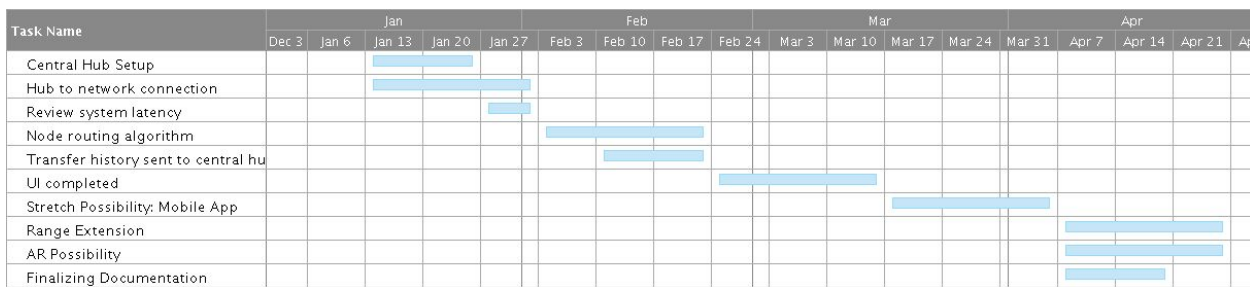 Task Name
Jan Feb Mar Apr
Dec 3 Jan 6 Jan 13 Jan 20 Jan 27 Feb 3 Feb 10 Feb 17 Feb 24 Mar 3 Mar 10 Mar 17 Mar 24 Mar 31 Apr 7 Apr 14 Apr 21 Ap
Central Hub Setup
Hub to network connection
Review system latency
Node routing algorithm
Transfer history sent to central hu
UI completed
Stretch Possibility: Mobile App
Range Extension
AR Possibility
Finalizing Documentation